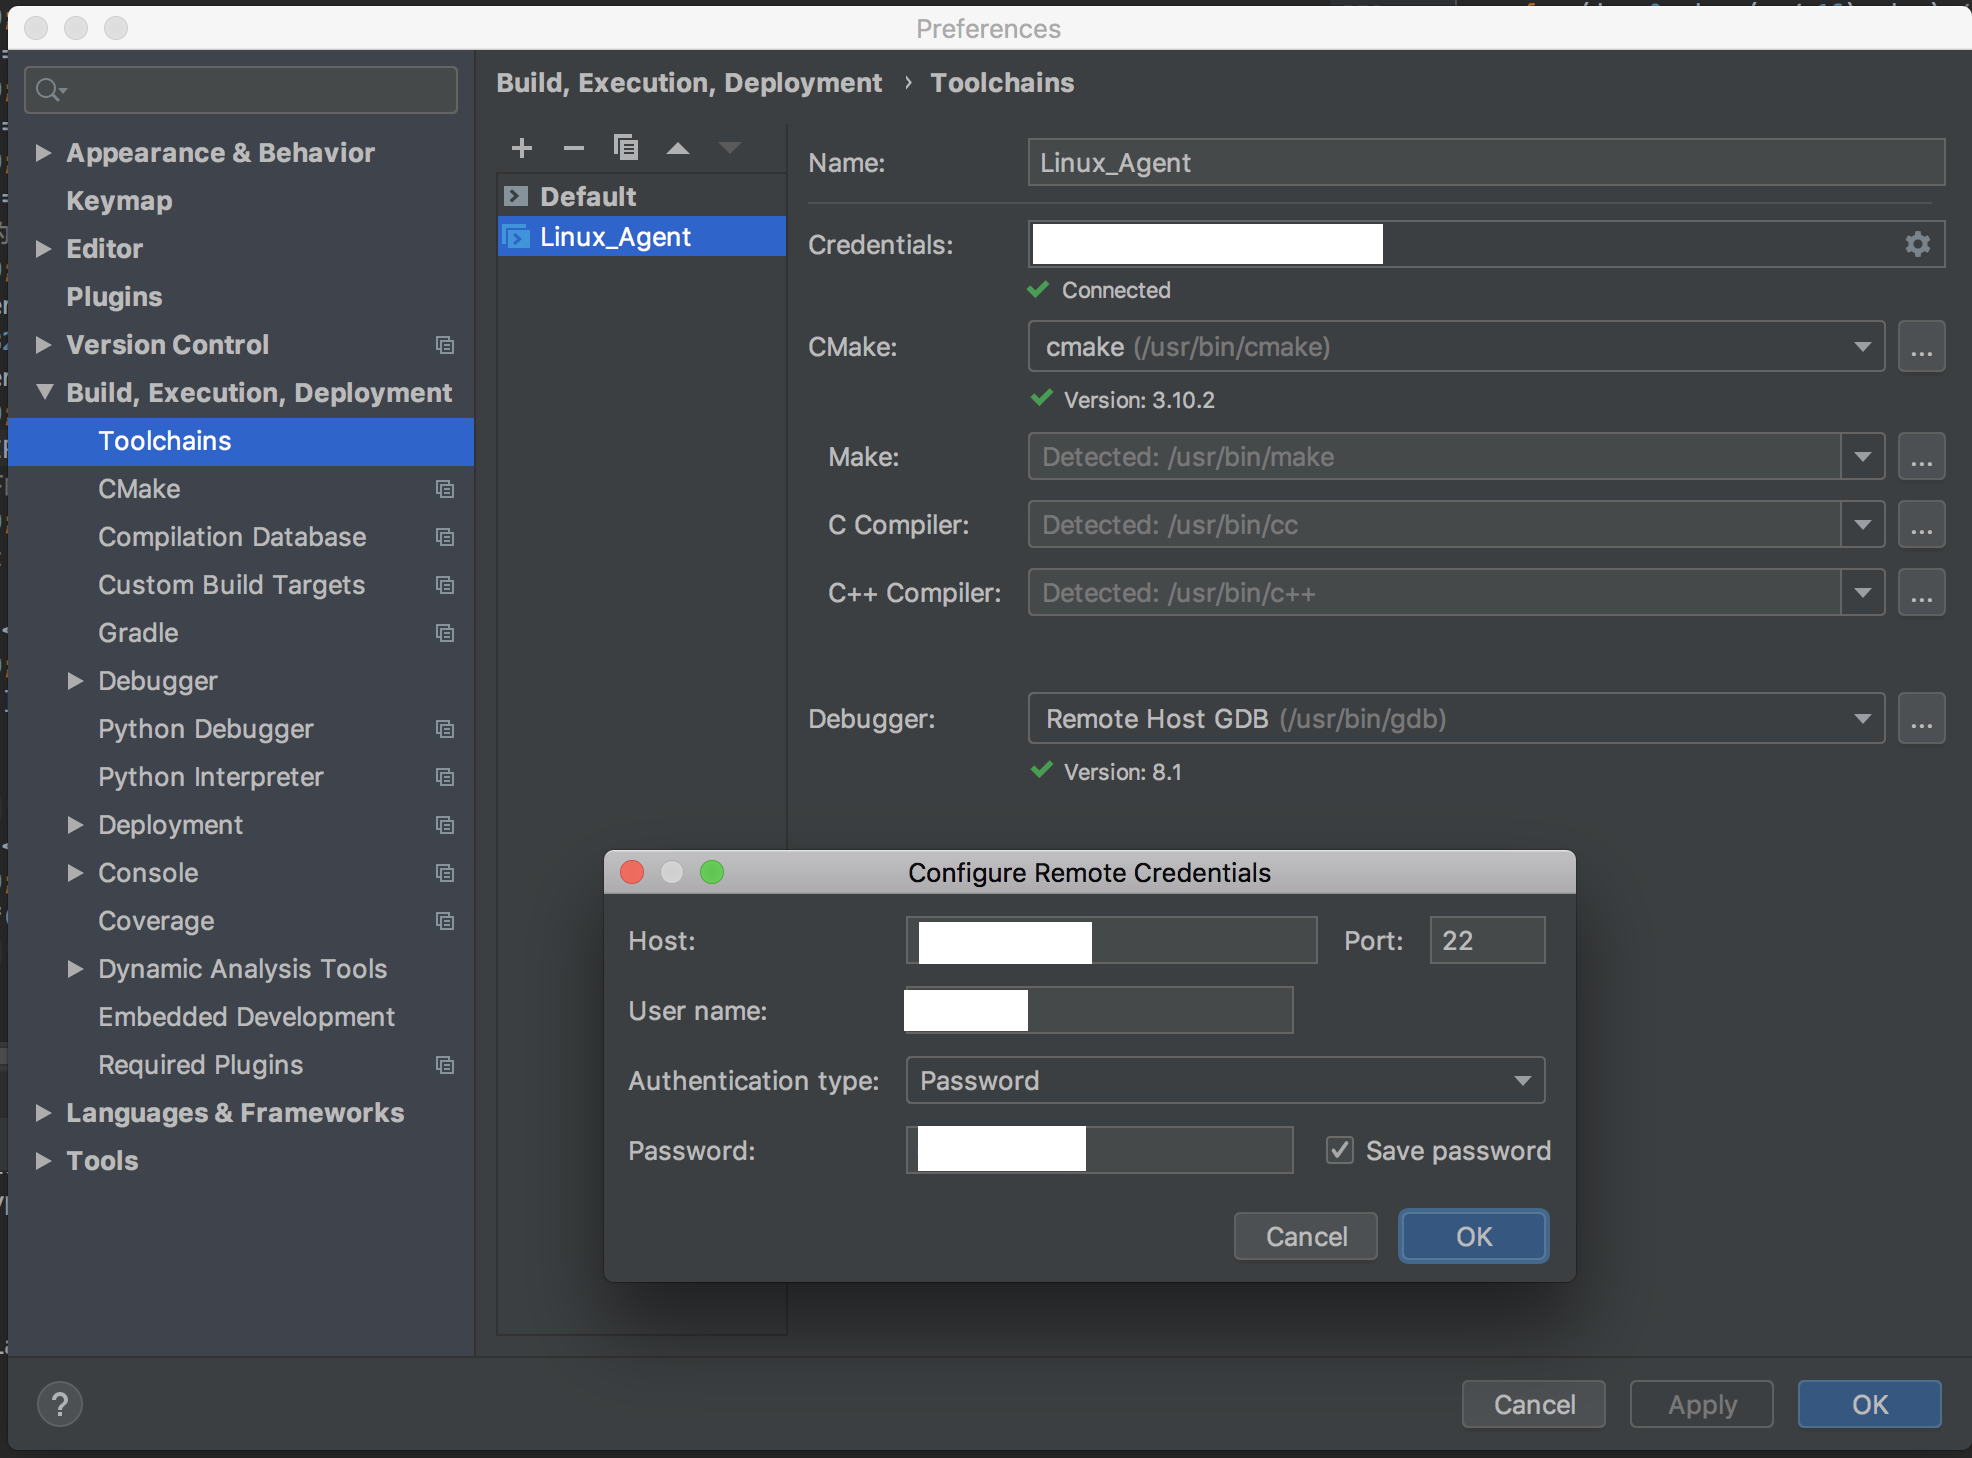 Preferences
Build, Execution, Deployment › Toolchains
Appearance & Behavior
Keymap
Editor
Plugins
Version Control
Build, Execution, Deployment
Toolchains
CMake
Compilation Database
Custom Build Targets
Gradle
Debugger
Python Debugger
Python Interpreter
Deployment
Console
Coverage
Dynamic Analysis Tools
Embedded Development
Required Plugins
Languages & Frameworks
Tools
Default
Linux_Agent
Name: Linux_Agent
Credentials:
Connected
CMake: cmake (/usr/bin/cmake) ...
Version: 3.10.2
Make: Detected: /usr/bin/make ...
C Compiler: Detected: /usr/bin/cc ...
C++ Compiler: Detected: /usr/bin/c++ ...
Debugger: Remote Host GDB (/usr/bin/gdb) ...
Version: 8.1
Configure Remote Credentials
Host: Port: 22
User name:
Authentication type: Password
Password: Save password
Cancel OK
? Cancel Apply OK